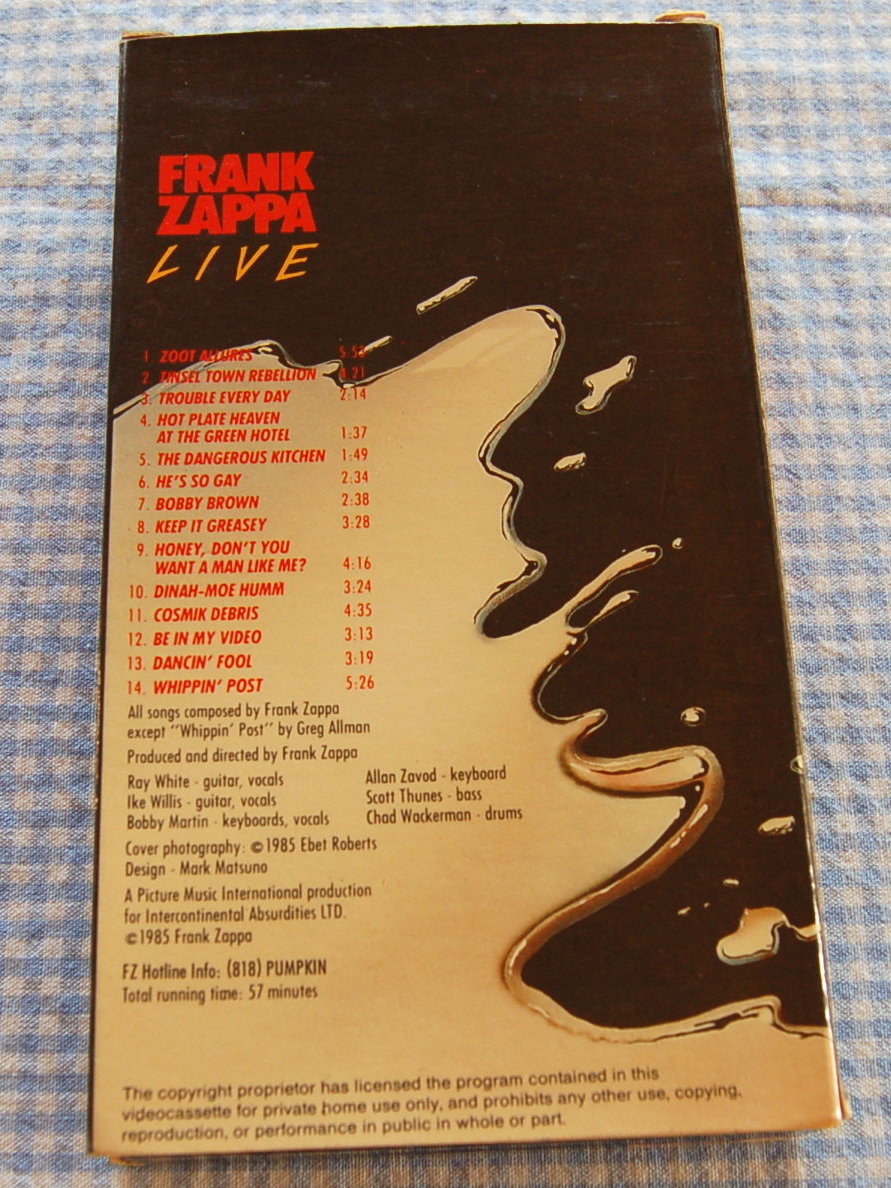 FRANK
ZAPPA
LIVE
1. ZOOT ALLURES 5:53
2. TINSEL TOWN REBELLION :21
3. TROUBLE EVERY DAY 2:14
4. HOT PLATE HEAVEN
AT THE GREEN HOTEL 1:37
5. THE DANGEROUS KITCHEN 1:49
6. HE'S SO GAY 2:34
7. BOBBY BROWN 2:38
8. KEEP IT GREASEY 3:28
9. HONEY, DON'T YOU
WANT A MAN LIKE ME? 4:16
10. DINAH-MOE HUMM 3:24
11. COSMIK DEBRIS 4:35
12. BE IN MY VIDEO 3:13
13. DANCIN' FOOL 3:19
14. WHIPPIN' POST 5:26
All songs composed by Frank Zappa
except "Whippin' Post" by Greg Allman
Produced and directed by Frank Zappa
Ray White - guitar, vocals
Ike Willis - guitar, vocals
Bobby Martin - keyboards, vocals
Allan Zavod - keyboard
Scott Thunes - bass
Chad Wackerman - drums
Cover photography: ©1985 Ebet Roberts
Design - Mark Matsuno
A Picture Music International production
for Intercontinental Absurdities LTD.
©1985 Frank Zappa
FZ Hotline Info: (818) PUMPKIN
Total running time: 57 minutes
The copyright proprietor has licensed the program contained in this
videocassette for private home use only, and prohibits any other use, copying,
reproduction, or performance in public in whole or part.